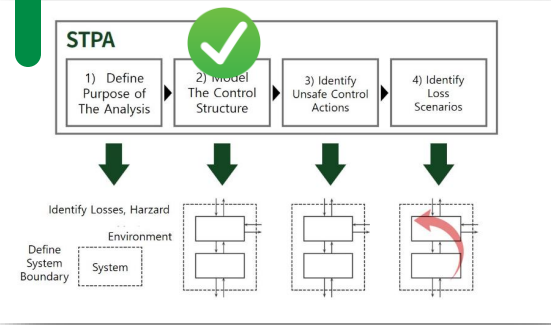 STPA
1) Define
Purpose of
The Analysis
2) Model
The Control
Structure
3) Identify
Unsafe Control
Actions
4) Identify
Loss
Scenarios
Identify Losses, Harzard
Environment
Define
System
Boundary
System